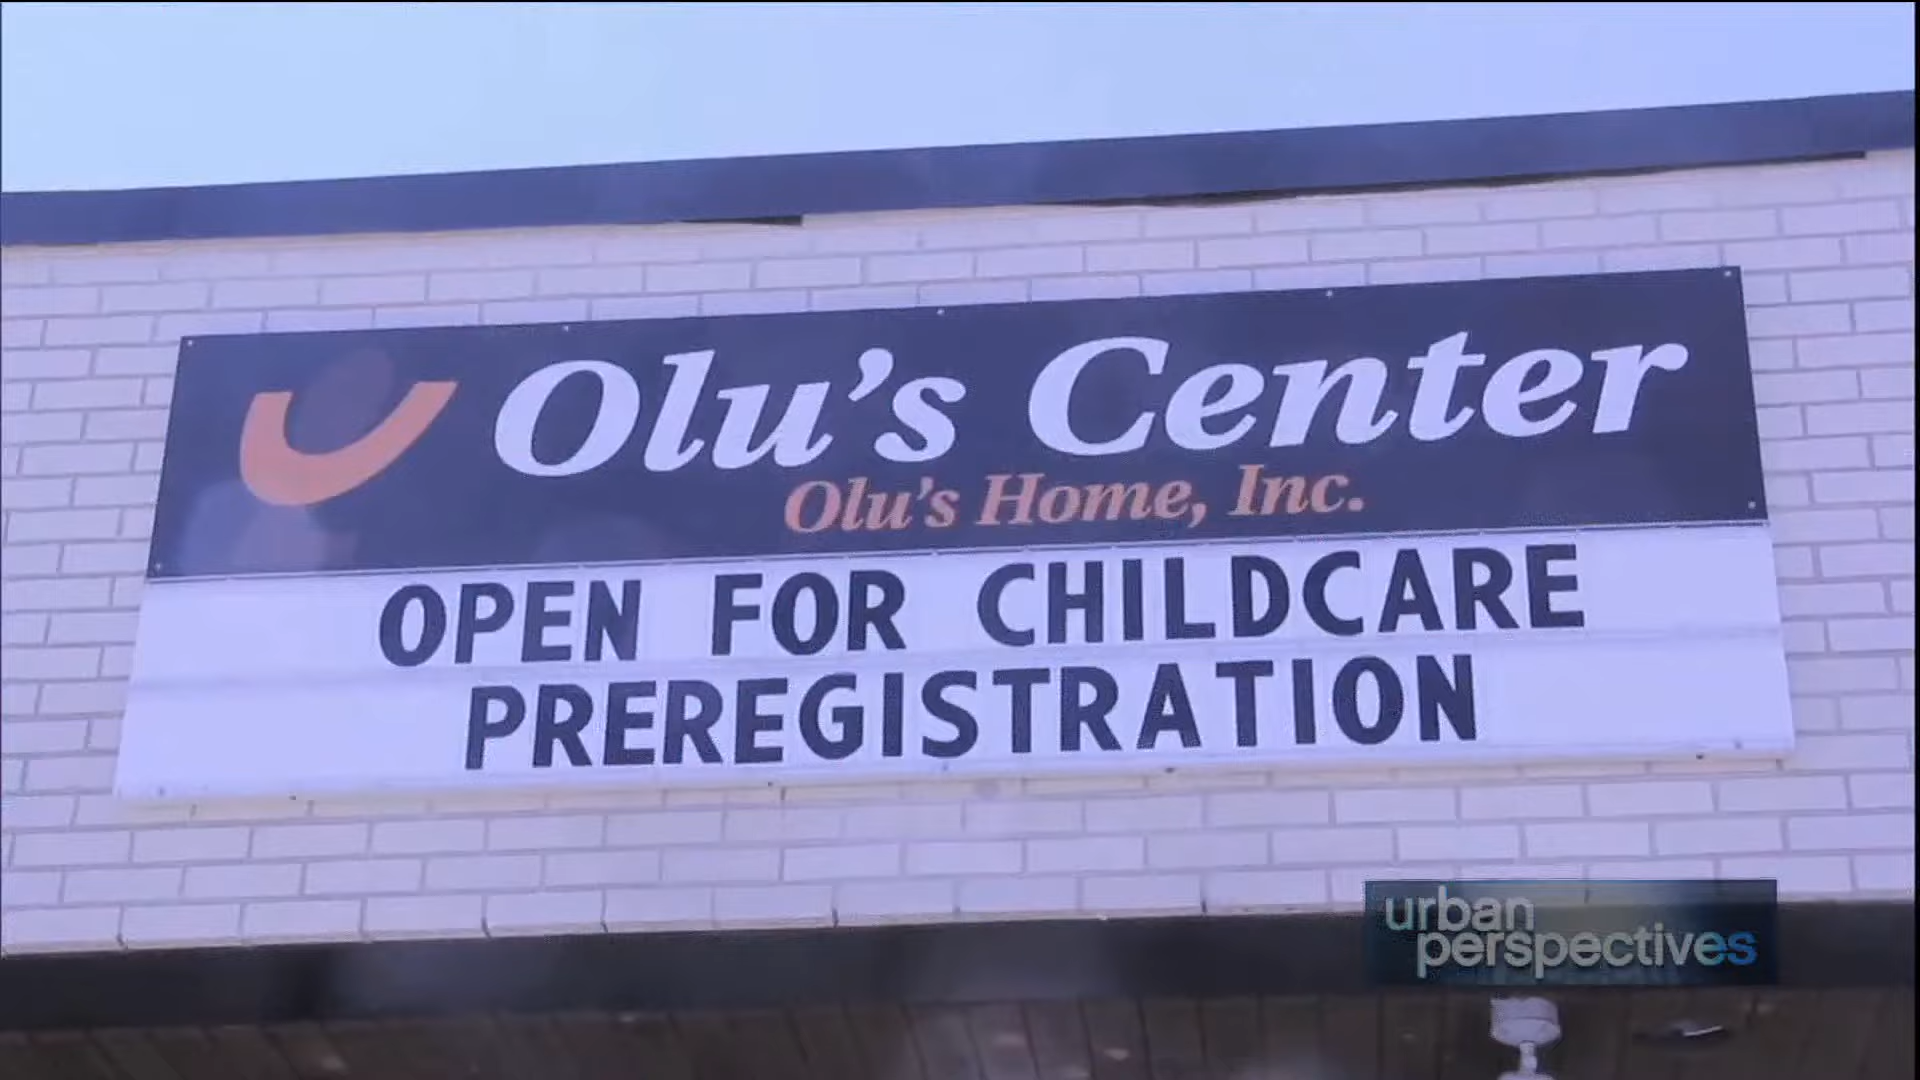 Olu's Center
Olu's Home, Inc.
OPEN FOR CHILDCARE
PREREGISTRATION
urban
perspectives